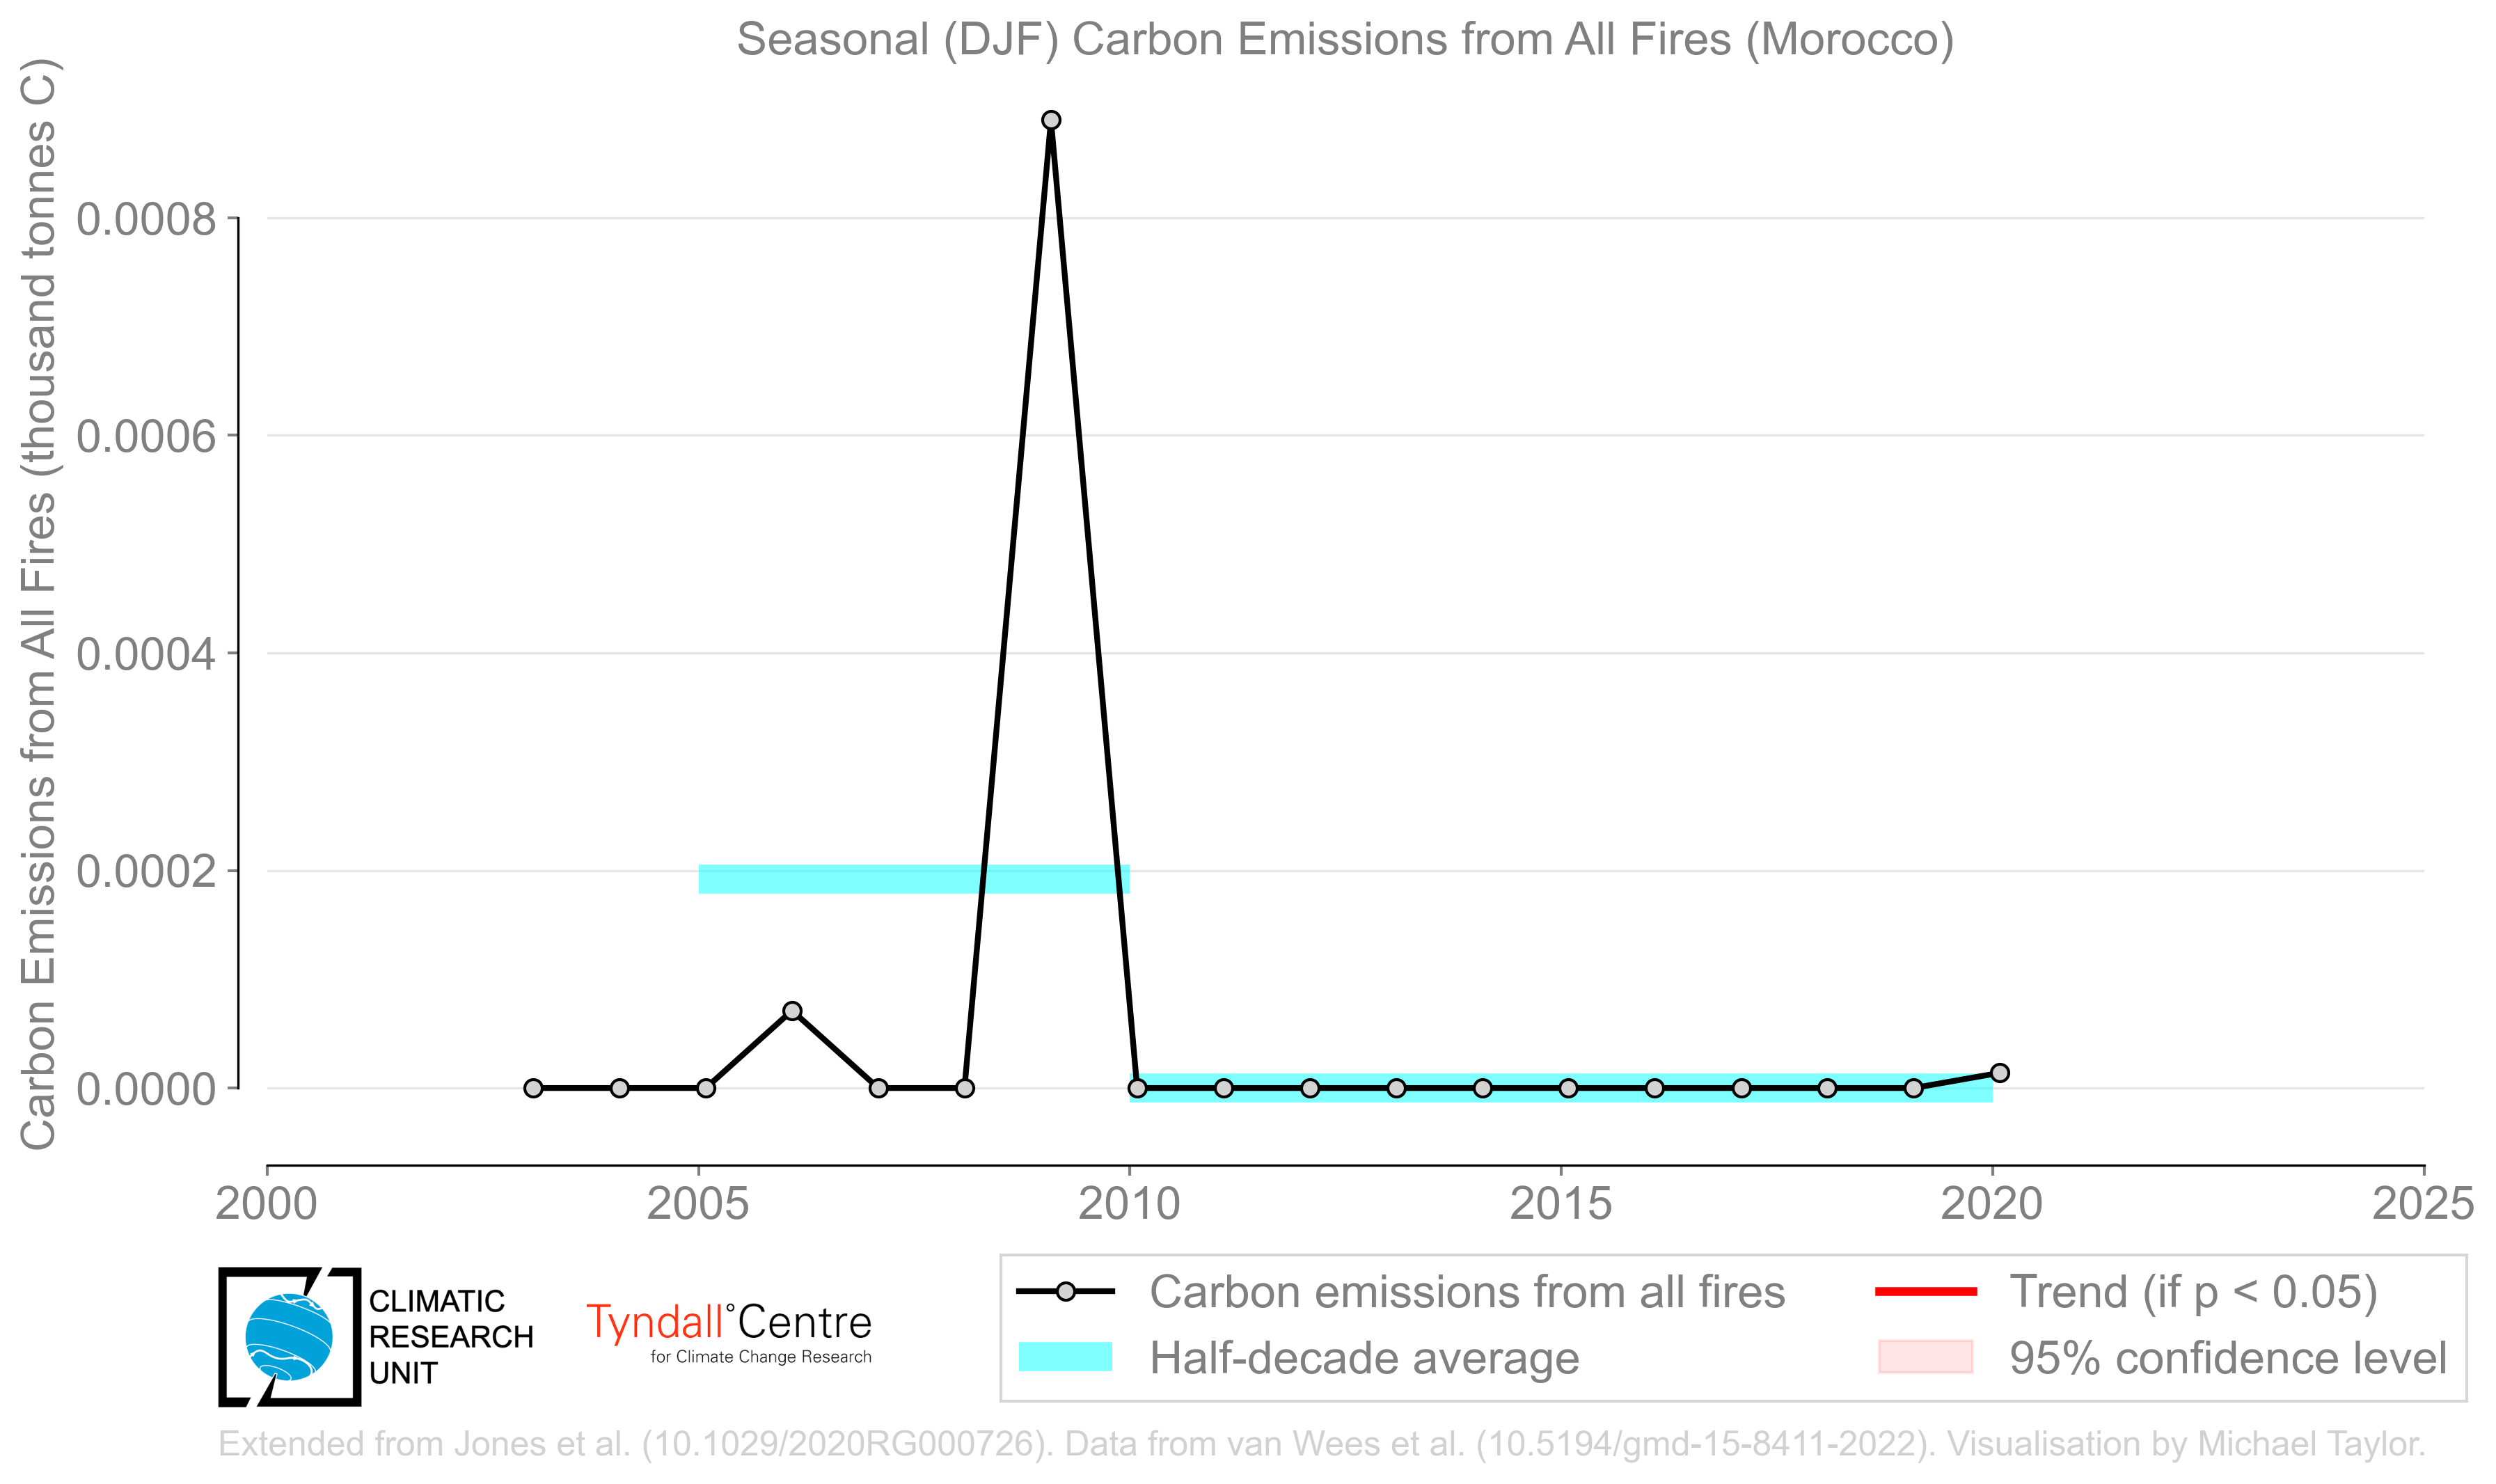 Seasonal (DJF) Carbon Emissions from All Fires (Morocco)
Carbon Emissions from All Fires (thousand tonnes C)
0.0008
0.0006
0.0004
0.0002
0.0000
2000
2005
2010
2015
2020
2025
CLIMATIC
RESEARCH
UNIT
Tyndall°Centre
for Climate Change Research
Carbon emissions from all fires
Half-decade average
Trend (if p < 0.05)
95% confidence level
Extended from Jones et al. (10.1029/2020RG000726). Data from van Wees et al. (10.5194/gmd-15-8411-2022). Visualisation by Michael Taylor.